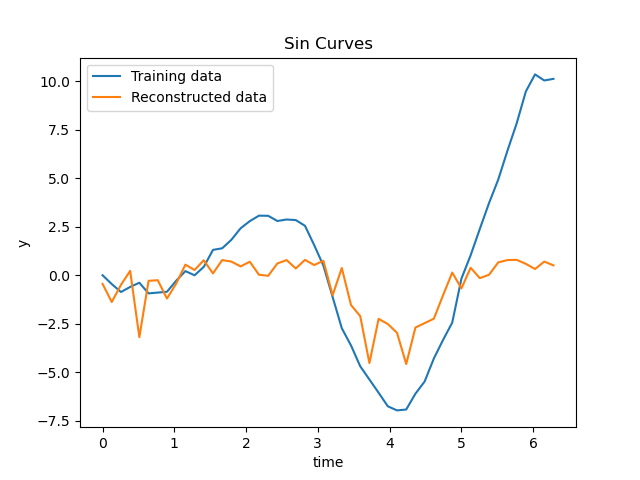 Sin Curves
Training data
Reconstructed data
10.0
7.5
5.0
2.5
0.0
−2.5
−5.0
−7.5
y
0 1 2 3 4 5 6
time